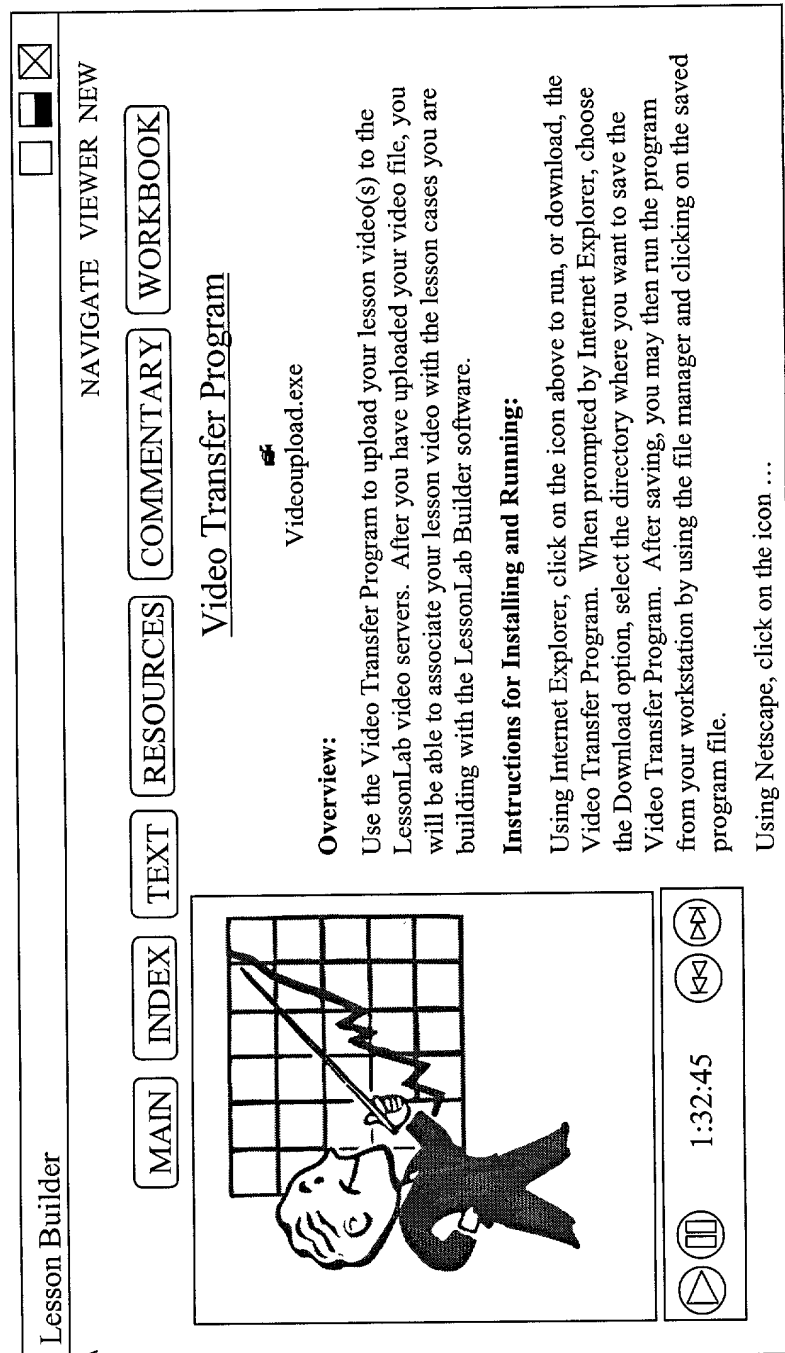 Lesson Builder
NAVIGATE VIEWER NEW
MAIN INDEX TEXT RESOURCES COMMENTARY WORKBOOK
Video Transfer Program
Videoupload.exe
Overview:
Use the Video Transfer Program to upload your lesson video(s) to the
LessonLab video servers. After you have uploaded your video file, you
will be able to associate your lesson video with the lesson cases you are
building with the LessonLab Builder software.
Instructions for Installing and Running:
Using Internet Explorer, click on the icon above to run, or download, the
Video Transfer Program. When prompted by Internet Explorer, choose
the Download option, select the directory where you want to save the
Video Transfer Program. After saving, you may then run the program
from your workstation by using the file manager and clicking on the saved
program file.
Using Netscape, click on the icon ...
1:32:45